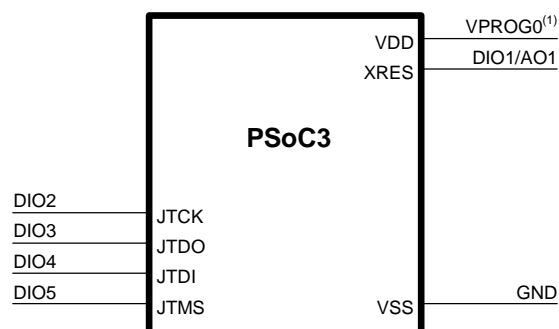 VPROG0(1)
VDD
DIO1/AO1
XRES
PSoC3
DIO2
JTCK
DIO3
JTDO
DIO4
JTDI
DIO5
JTMS
VSS
GND